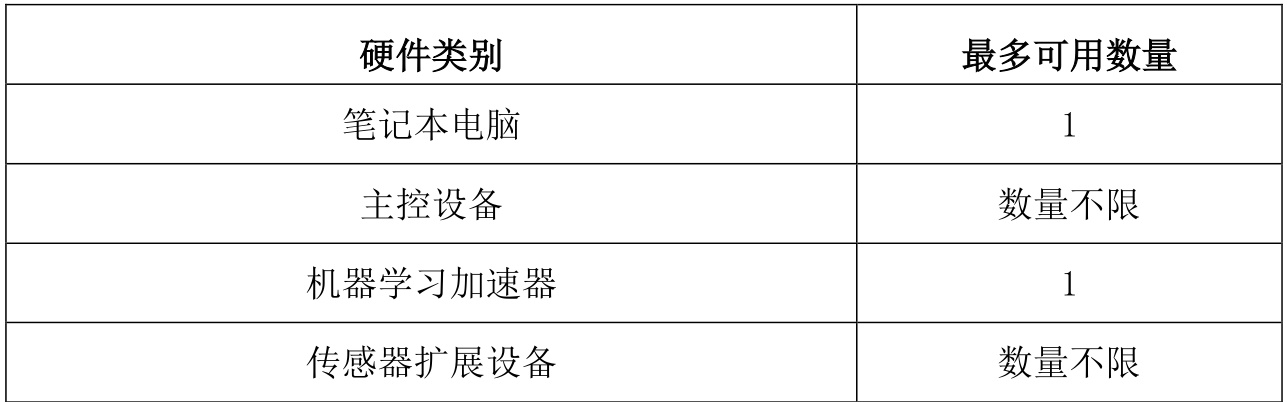 硬件类别 最多可用数量
笔记本电脑 1
主控设备 数量不限
机器学习加速器 1
传感器扩展设备 数量不限